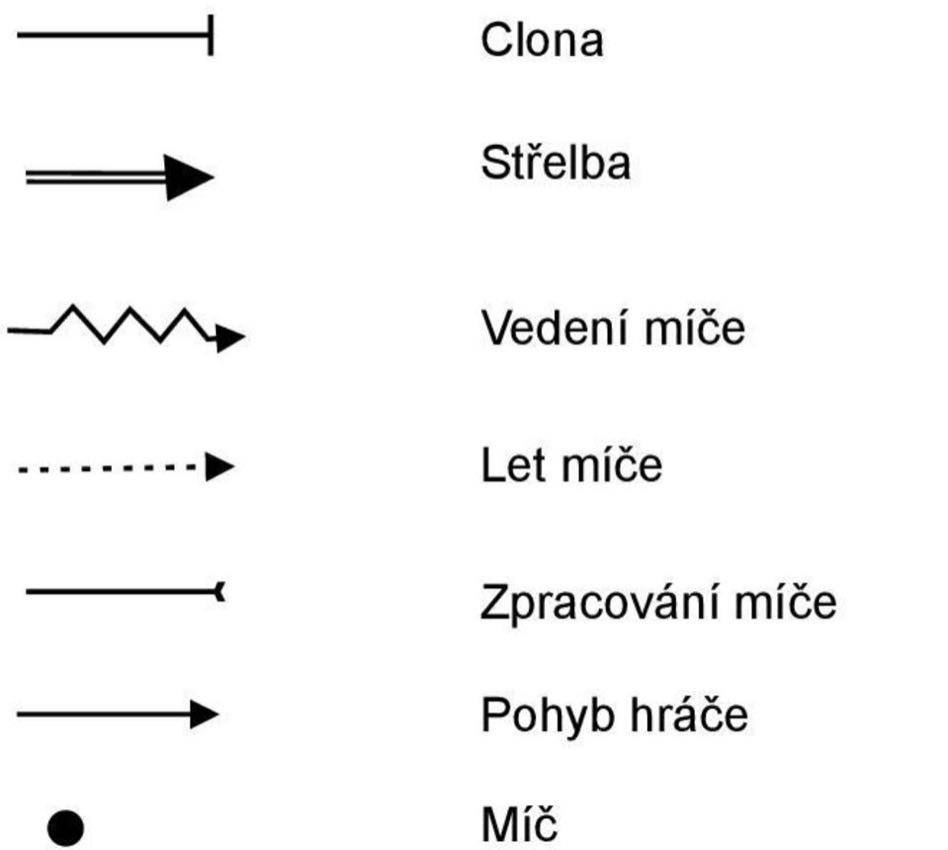 Clona
Střelba
Vedení míče
Let míče
Zpracování míče
Pohyb hráče
Míč